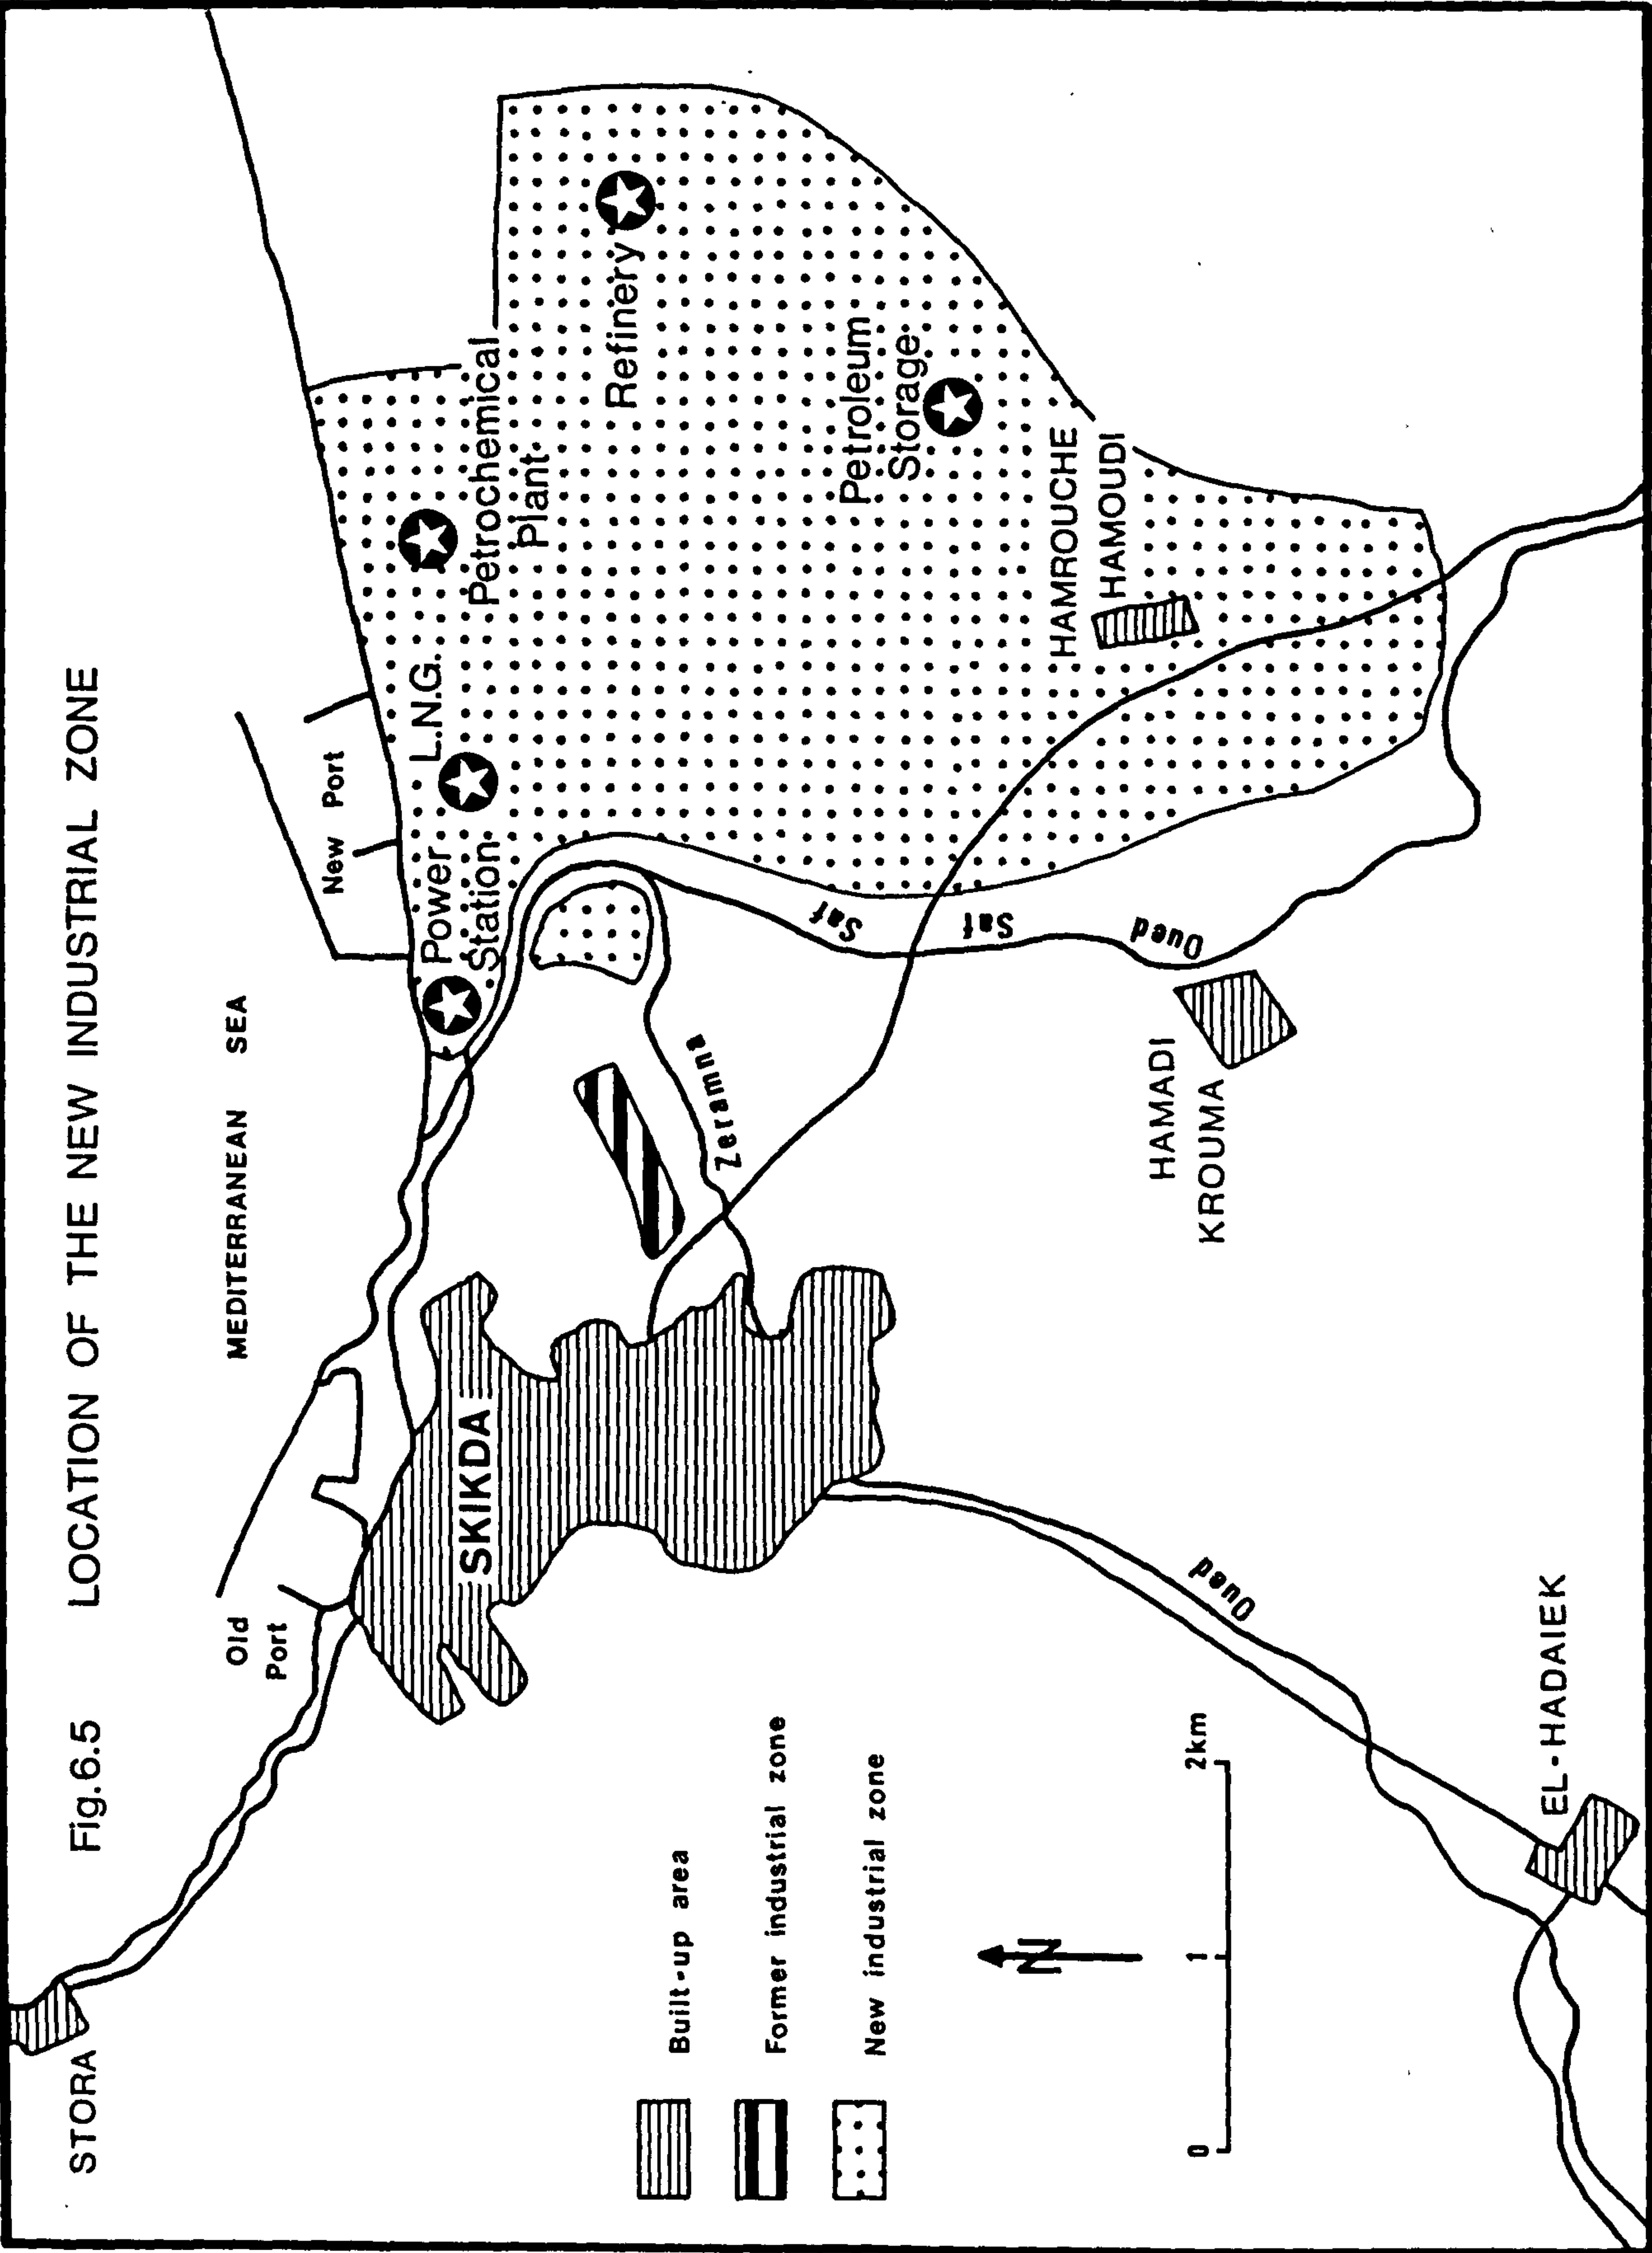 Fig.6.5 LOCATION OF THE NEW INDUSTRIAL ZONE
STORA
MEDITERRANEAN SEA
Old
Port
New Port
SKIKDA
Power
Station
L.N.G.
Petrochemical
Plant
Refinery
Petroleum
Storage
HAMROUCHE
HAMOUDI
Zeramna
Saf
Saf
Oued
HAMADI
KROUMA
Oued
EL-HADAIEK
Built-up area
Former industrial zone
New industrial zone
N
0 1 2km